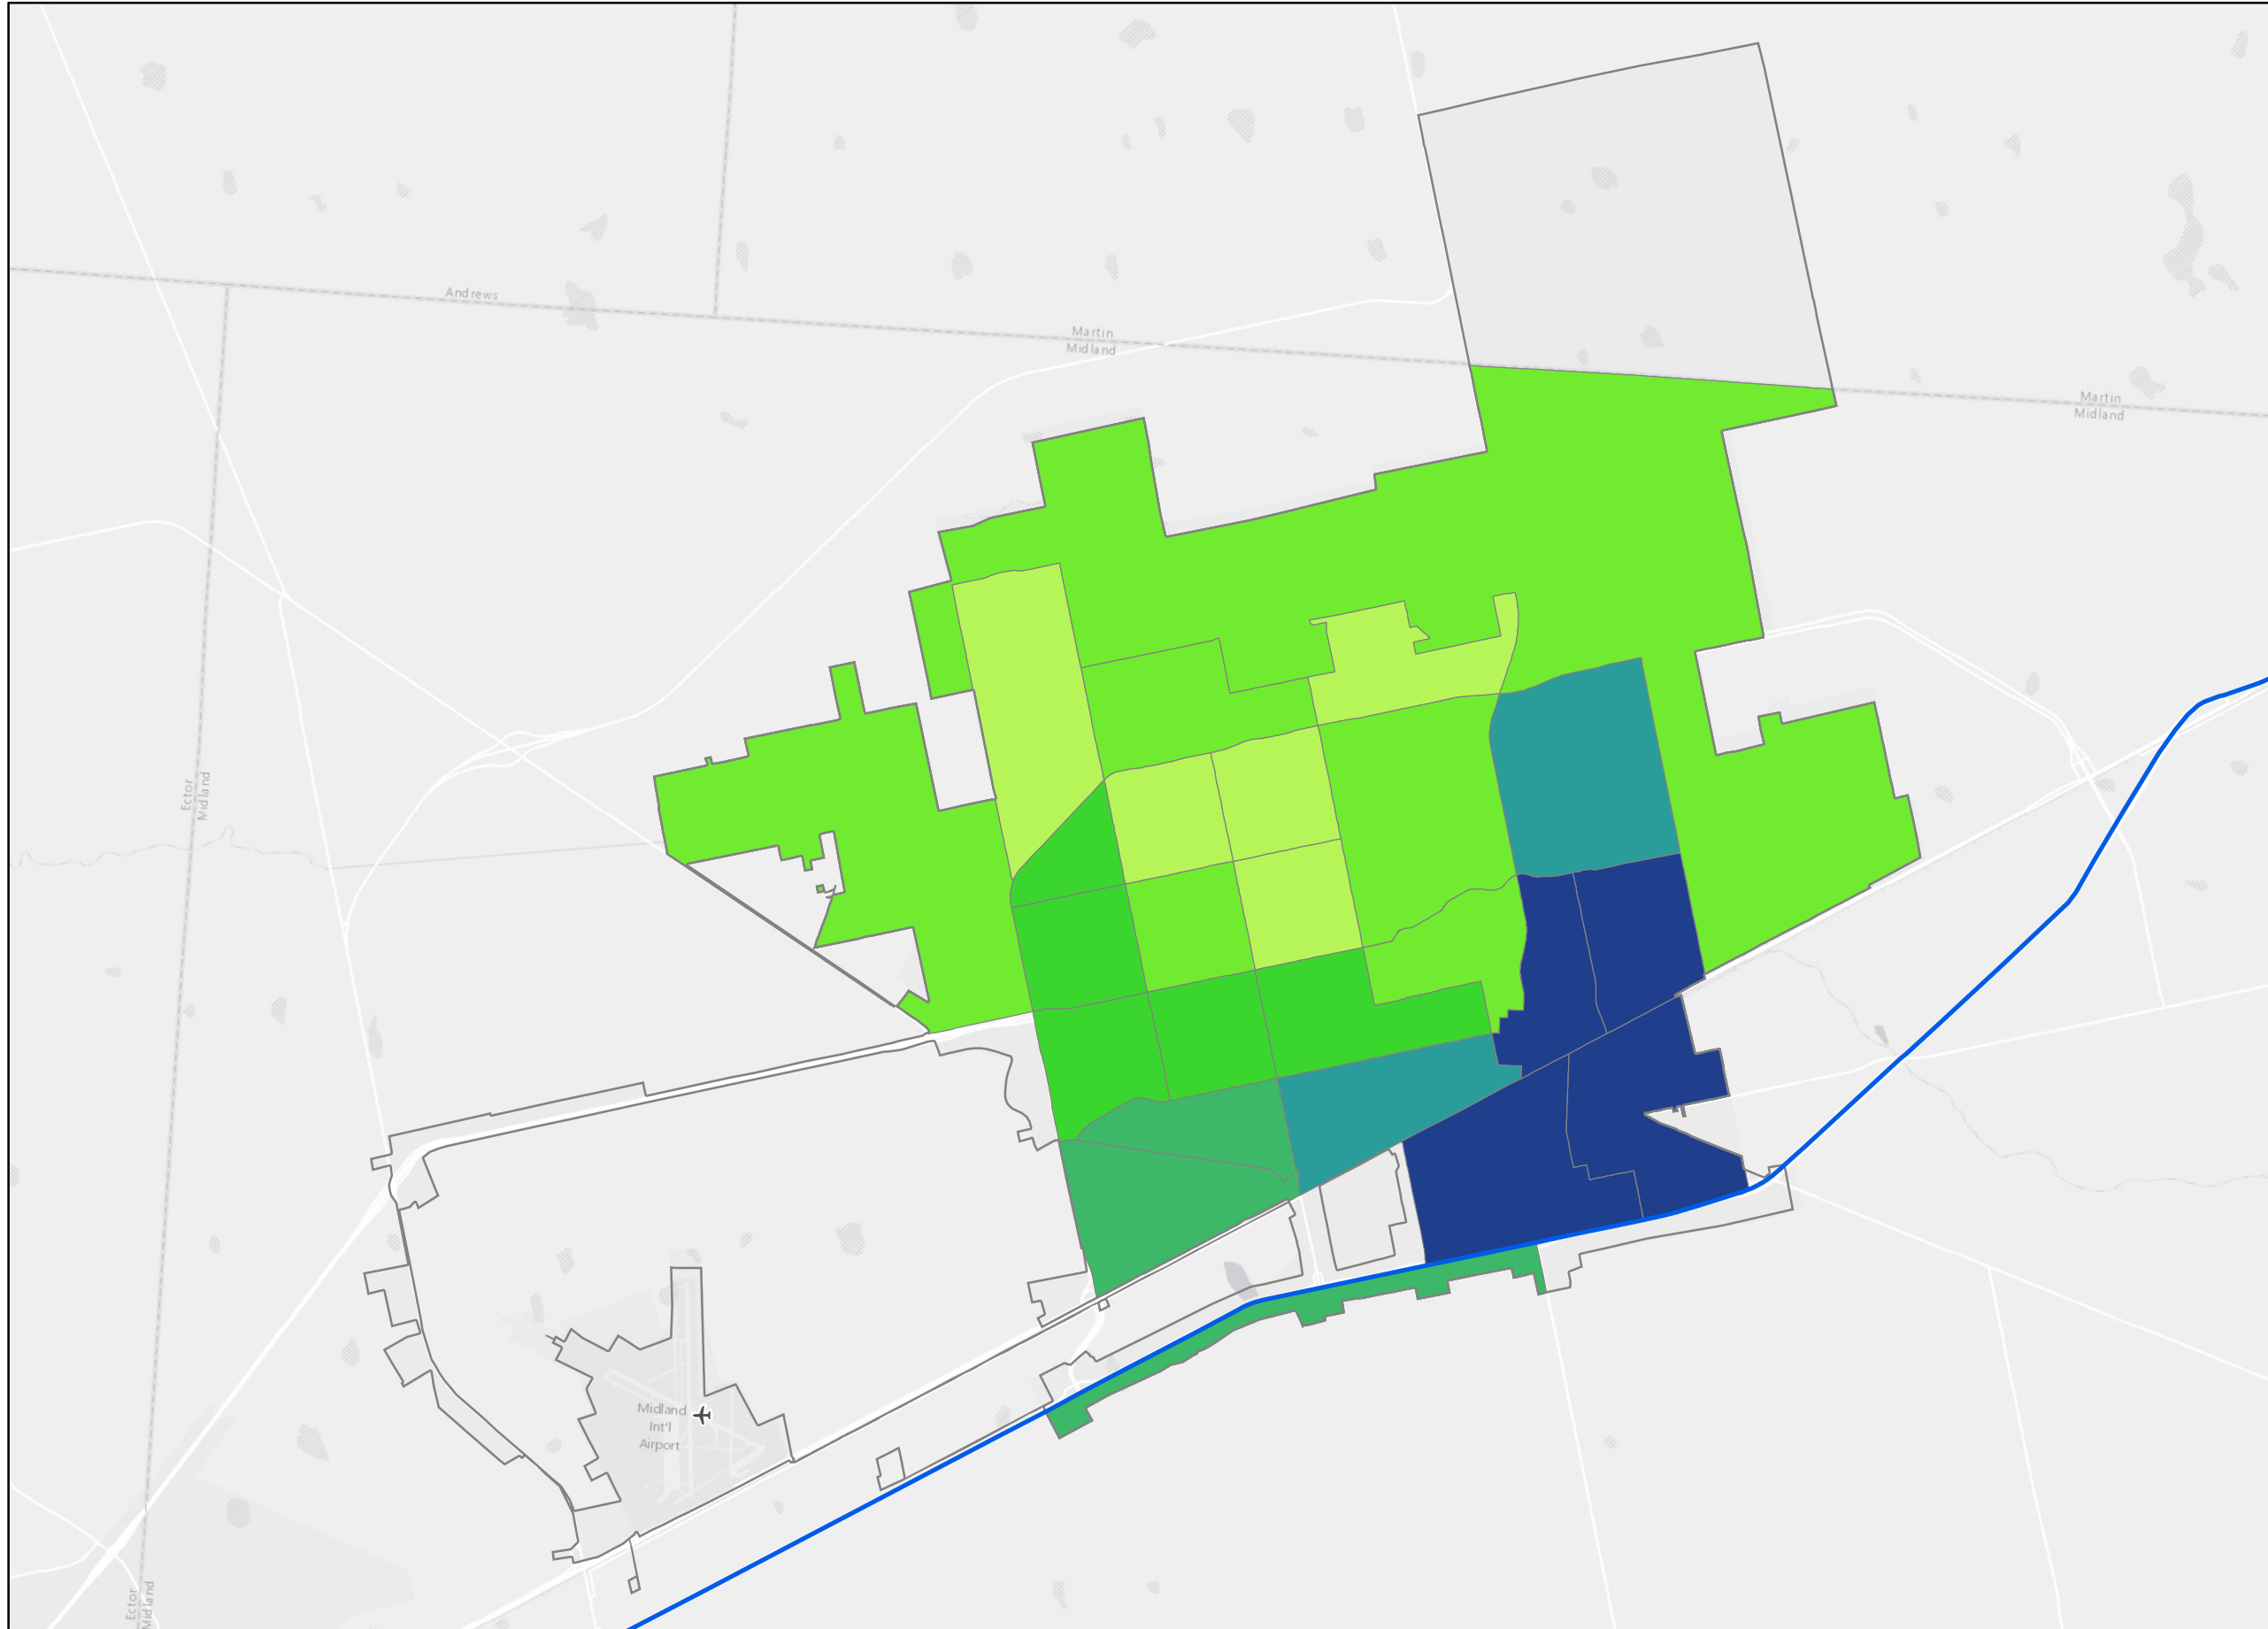 Andrews
Martin
Midland
Martin
Midland
Ector
Midland
Midland
Int'l
Airport
Ector
Midland